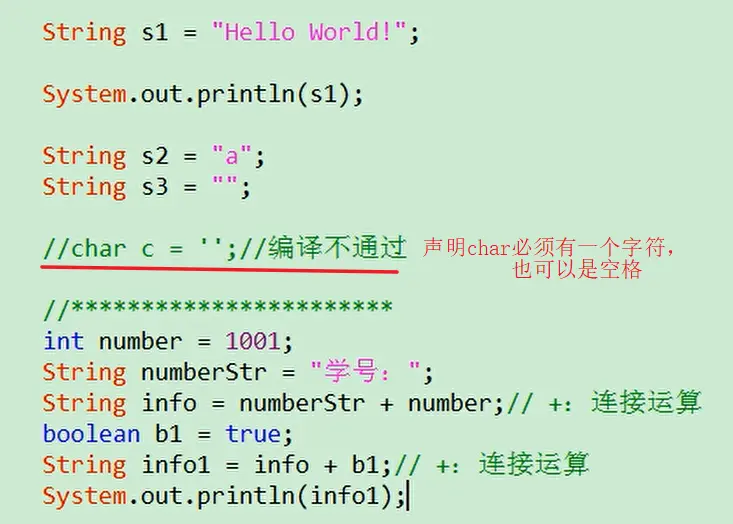 String s1 = "Hello World!";
System.out.println(s1);
String s2 = "a";
String s3 = "";
//char c = '';//编译不通过 声明char必须有一个字符,
也可以是空格
//***********************
int number = 1001;
String numberStr = "学号：";
String info = numberStr + number;// +：连接运算
boolean b1 = true;
String info1 = info + b1;// +：连接运算
System.out.println(info1);